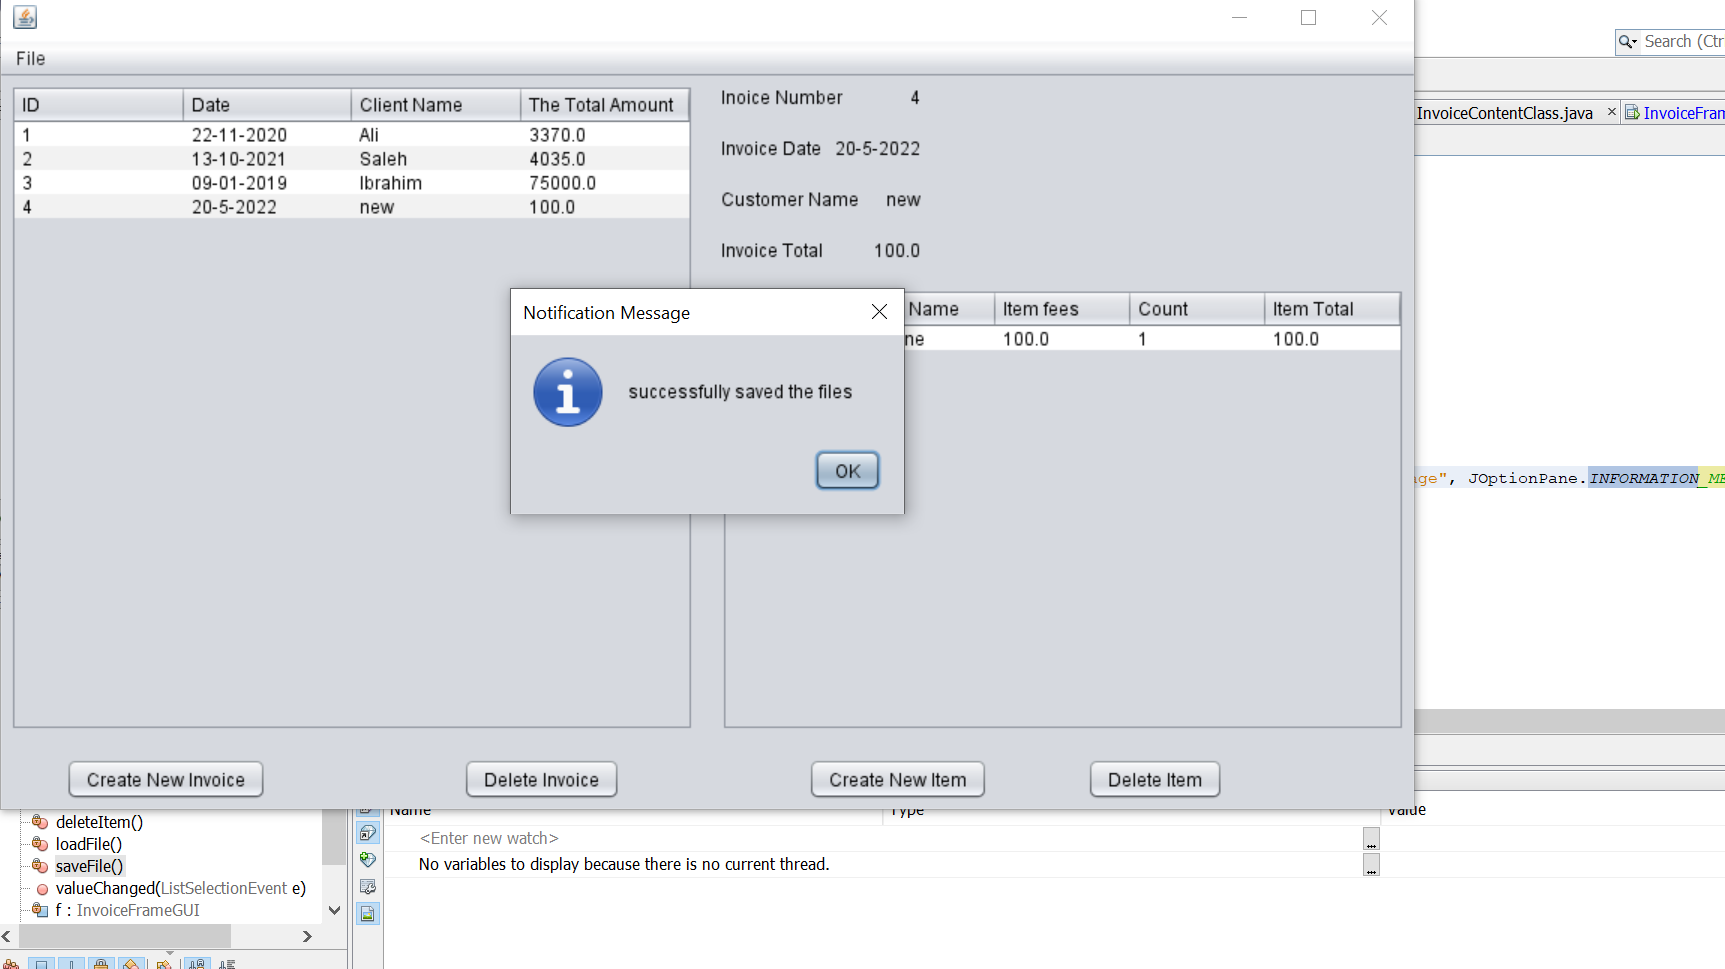 File
Search (Ctr
InvoiceContentClass.java ×
InvoiceFram
ID Date Client Name The Total Amount
1 22-11-2020 Ali 3370.0
2 13-10-2021 Saleh 4035.0
3 09-01-2019 Ibrahim 75000.0
4 20-5-2022 new 100.0
Inoice Number 4
Invoice Date 20-5-2022
Customer Name new
Invoice Total 100.0
Name Item fees Count Item Total
ne 100.0 1 100.0
Notification Message
successfully saved the files
OK
age", JOptionPane.INFORMATION_ME
Create New Invoice
Delete Invoice
Create New Item
Delete Item
deleteItem()
loadFile()
saveFile()
valueChanged(ListSelectionEvent e)
f : InvoiceFrameGUI
Name Type Value
<Enter new watch>
...
No variables to display because there is no current thread.
...